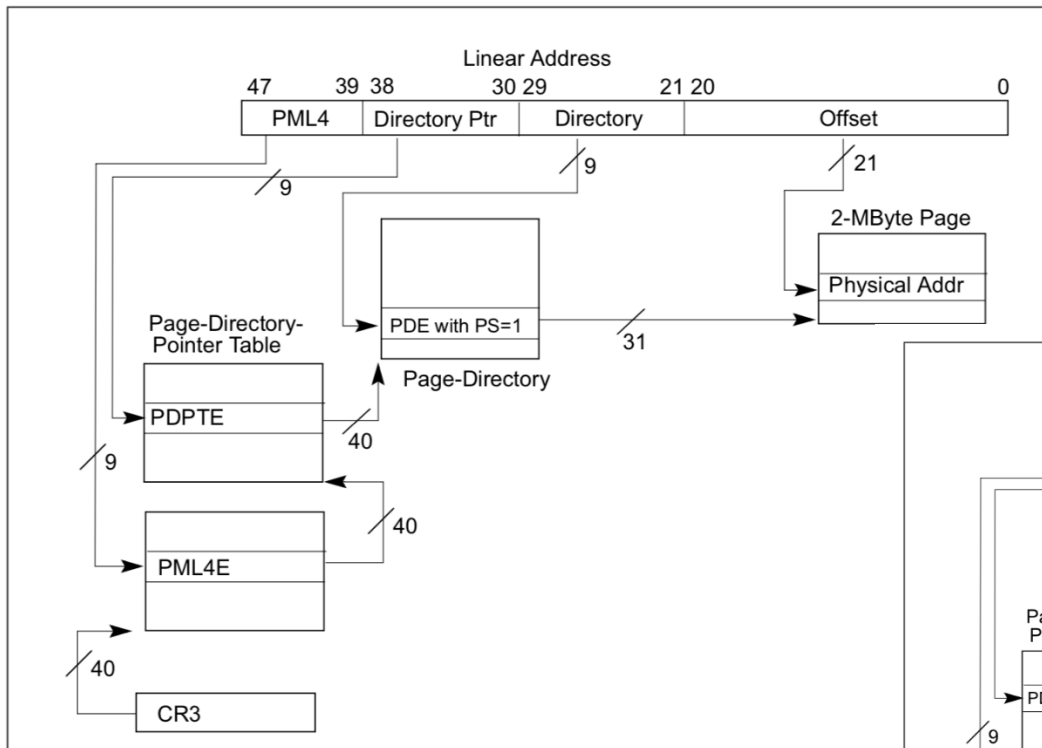 Linear Address
47 39 38 30 29 21 20 0
PML4 Directory Ptr Directory Offset
9 9 21
2-MByte Page
Physical Addr
PDE with PS=1
31
Page-Directory-
Pointer Table
Page-Directory
PDPTE
40
9
40
PML4E
40
CR3
9